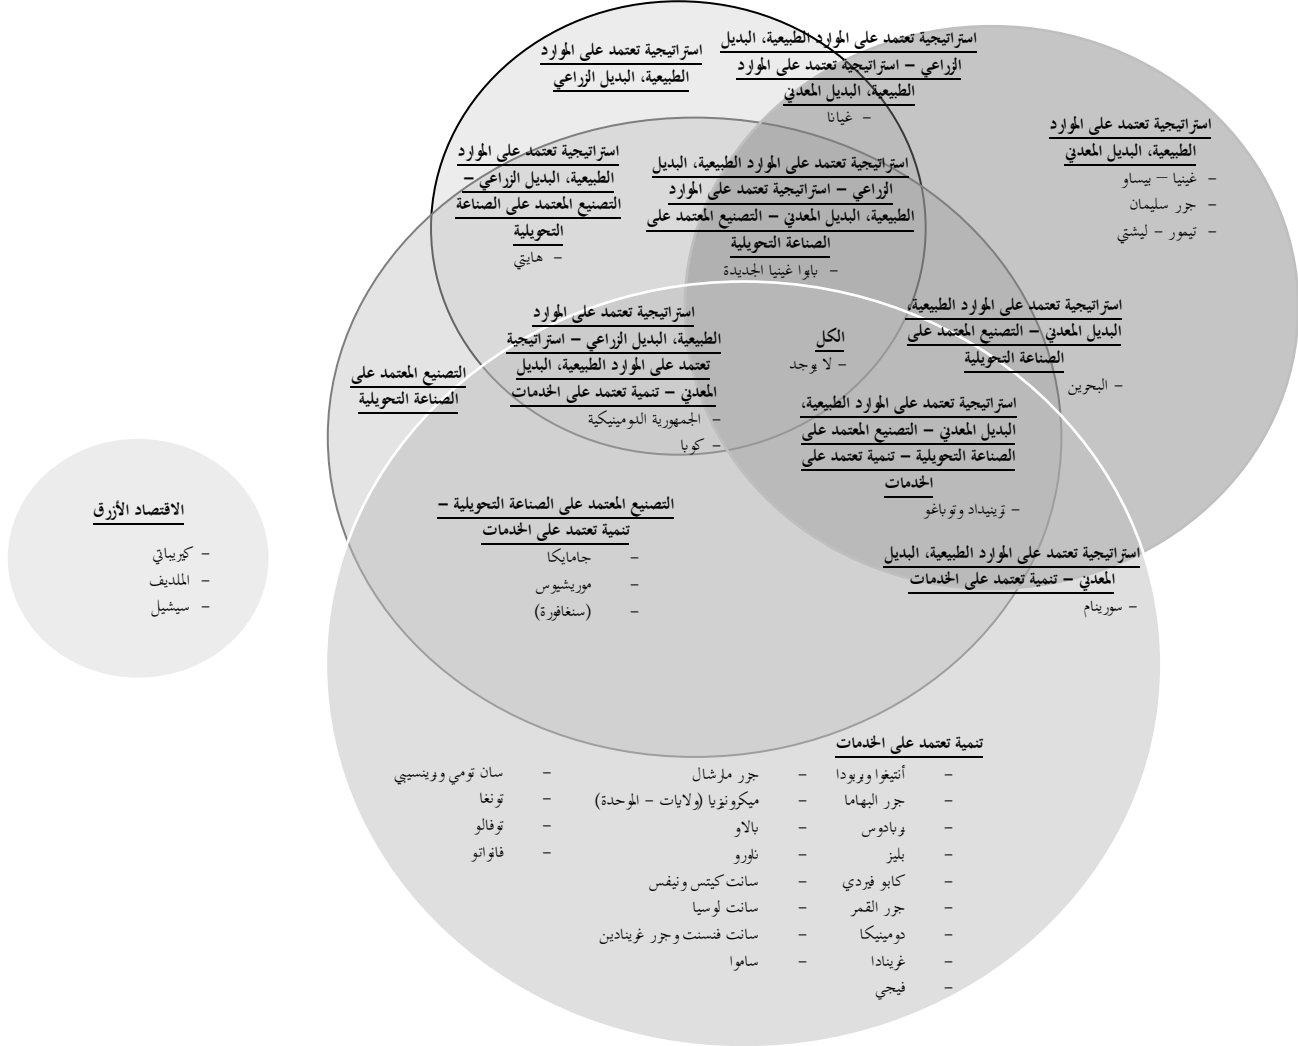 استراتيجية تعتمد على الموارد
الطبيعية، البديل الزراعي
استراتيجية تعتمد على الموارد الطبيعية، البديل
الزراعي – استراتيجية تعتمد على الموارد
الطبيعية، البديل المعدني
– غيانا
استراتيجية تعتمد على الموارد
الطبيعية، البديل المعدني
– غينيا – بيساو
– جزر سليمان
– تيمور – ليشتي
استراتيجية تعتمد على الموارد
الطبيعية، البديل الزراعي –
التصنيع المعتمد على الصناعة
التحويلية
– هايتي
استراتيجية تعتمد على الموارد الطبيعية، البديل
الزراعي – استراتيجية تعتمد على الموارد
الطبيعية، البديل المعدني – التصنيع المعتمد على
الصناعة التحويلية
– بابوا غينيا الجديدة
استراتيجية تعتمد على الموارد الطبيعية،
البديل المعدني – التصنيع المعتمد على
الصناعة التحويلية
– البحرين
الكل
– لا يوجد
استراتيجية تعتمد على الموارد
الطبيعية، البديل الزراعي – استراتيجية
تعتمد على الموارد الطبيعية، البديل
المعدني – تنمية تعتمد على الخدمات
– الجمهورية الدومينيكية
– كوبا
التصنيع المعتمد على
الصناعة التحويلية
استراتيجية تعتمد على الموارد الطبيعية،
البديل المعدني – التصنيع المعتمد على
الصناعة التحويلية – تنمية تعتمد على
الخدمات
– ترينيداد وتوباغو
التصنيع المعتمد على الصناعة التحويلية –
تنمية تعتمد على الخدمات
– جامايكا
– موريشيوس
– (سنغافورة)
الاقتصاد الأزرق
– كيريباتي
– الملديف
– سيشيل
استراتيجية تعتمد على الموارد الطبيعية، البديل
المعدني – تنمية تعتمد على الخدمات
– سورينام
تنمية تعتمد على الخدمات
– أنتيغوا وبربودا
– جزر البهاما
– بربادوس
– بليز
– كابو فيردي
– جزر القمر
– دومينيكا
– غرينادا
– فيجي
– جزر مارشال
– ميكرونيزيا (ولايات – الموحدة)
– بالاو
– ناورو
– سانت كيتس ونيفس
– سانت لوسيا
– سانت فنسنت وجزر غرينادين
– ساموا
– سان تومي وبرينسيبي
– تونغا
– توفالو
– فانواتو